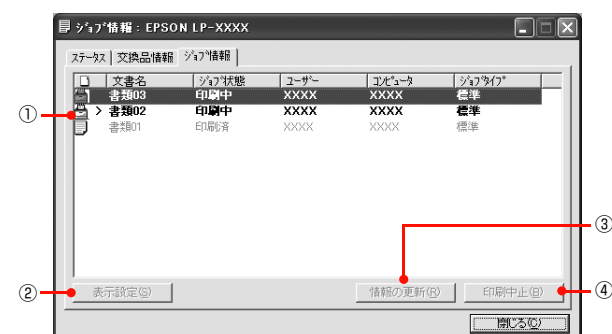 ジョブ情報 : EPSON LP-XXXX
ステータス 交換品情報 ジョブ情報
文書名 ジョブ状態 ユーザー コンピュータ ジョブタイプ
書類03 印刷中 XXXX XXXX 標準
① > 書類02 印刷中 XXXX XXXX 標準
書類01 印刷済 XXXX XXXX 標準
③
② 表示設定(S) 情報の更新(R) 印刷中止(B) ④
閉じる(C)